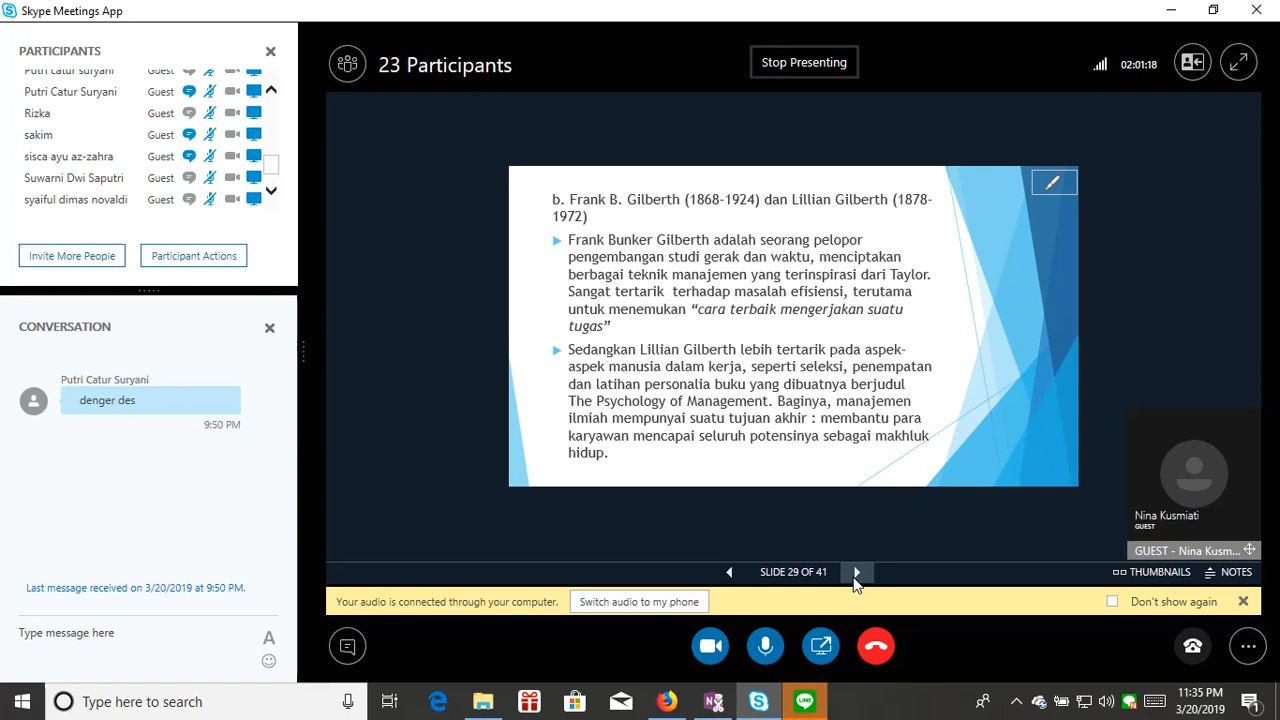 Skype Meetings App
PARTICIPANTS
Putri catur suryani Guest
Putri Catur Suryani Guest
Rizka Guest
sakim Guest
sisca ayu az-zahra Guest
Suwarni Dwi Saputri Guest
syaiful dimas novaldi Guest
Invite More People Participant Actions
CONVERSATION
Putri Catur Suryani
denger des
9:50 PM
Last message received on 3/20/2019 at 9:50 PM.
Type message here
A
23 Participants
Stop Presenting
02:01:18
b. Frank B. Gilberth (1868-1924) dan Lillian Gilberth (1878-
1972)
Frank Bunker Gilberth adalah seorang pelopor
pengembangan studi gerak dan waktu, menciptakan
berbagai teknik manajemen yang terinspirasi dari Taylor.
Sangat tertarik terhadap masalah efisiensi, terutama
untuk menemukan “cara terbaik mengerjakan suatu
tugas”
Sedangkan Lillian Gilberth lebih tertarik pada aspek-
aspek manusia dalam kerja, seperti seleksi, penempatan
dan latihan personalia buku yang dibuatnya berjudul
The Psychology of Management. Baginya, manajemen
ilmiah mempunyai suatu tujuan akhir : membantu para
karyawan mencapai seluruh potensinya sebagai makhluk
hidup.
Nina Kusmiati
GUEST
GUEST - Nina Kusm...
SLIDE 29 OF 41
THUMBNAILS NOTES
Your audio is connected through your computer. Switch audio to my phone Don't show again
Type here to search
11:35 PM
3/20/2019